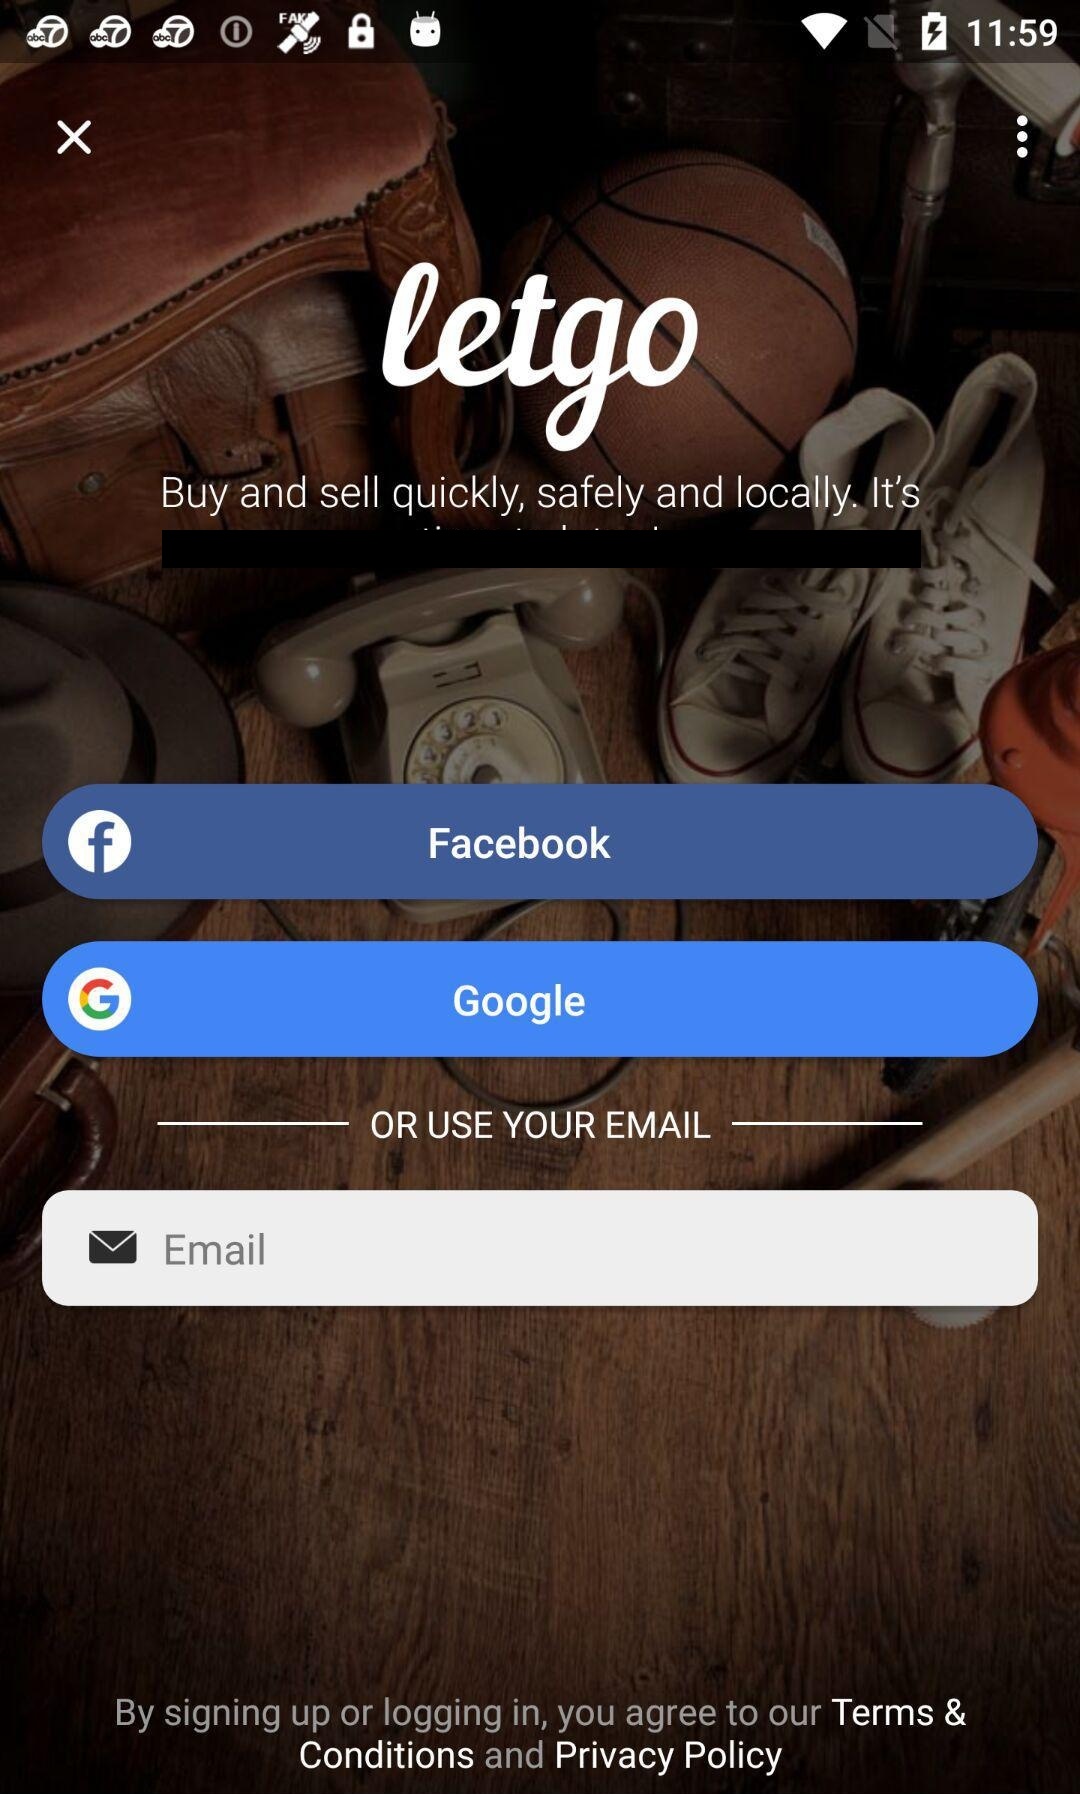 11:59
letgo
Buy and sell quickly, safely and locally. It's
Facebook
Google
OR USE YOUR EMAIL
Email
By signing up or logging in, you agree to our Terms &
Conditions and Privacy Policy